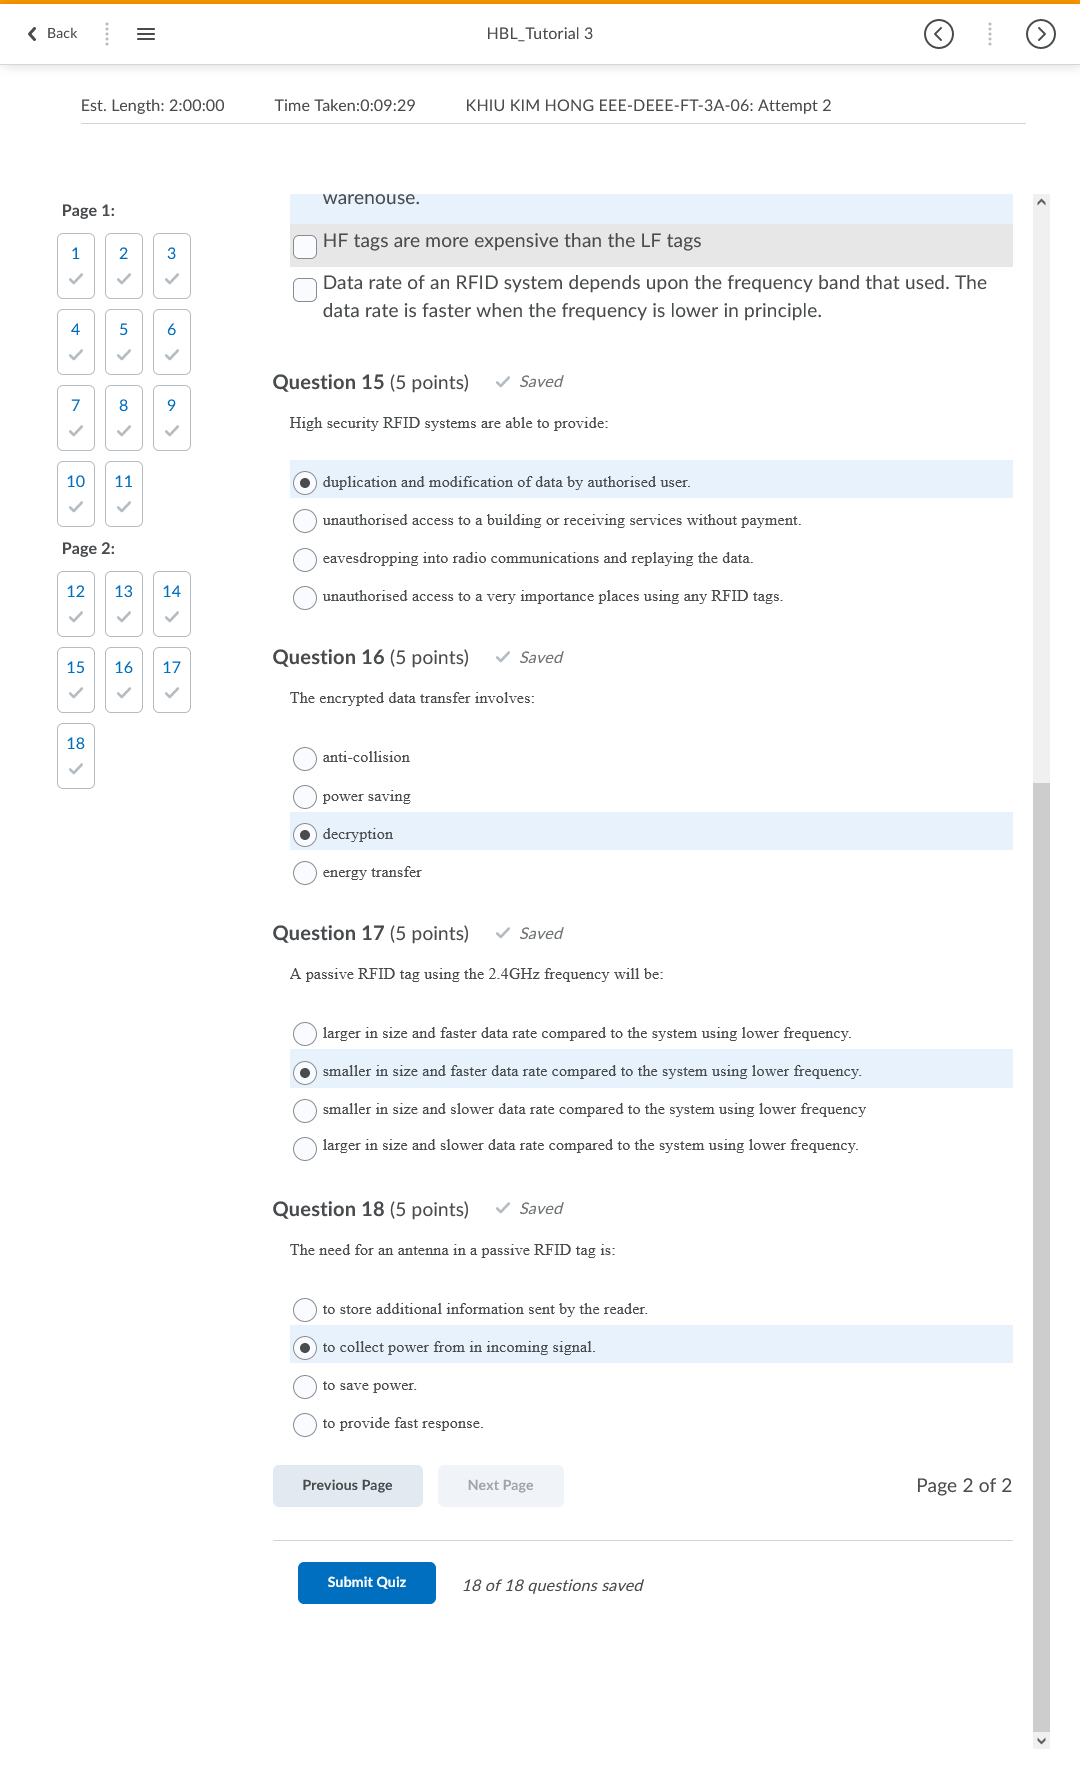 Back
HBL_Tutorial 3
Est. Length: 2:00:00 Time Taken:0:09:29 KHIU KIM HONG EEE-DEEE-FT-3A-06: Attempt 2
Page 1:
1 2 3
4 5 6
7 8 9
10 11
Page 2:
12 13 14
15 16 17
18
warehouse.
HF tags are more expensive than the LF tags
Data rate of an RFID system depends upon the frequency band that used. The
data rate is faster when the frequency is lower in principle.
Question 15 (5 points) Saved
High security RFID systems are able to provide:
duplication and modification of data by authorised user.
unauthorised access to a building or receiving services without payment.
eavesdropping into radio communications and replaying the data.
unauthorised access to a very importance places using any RFID tags.
Question 16 (5 points) Saved
The encrypted data transfer involves:
anti-collision
power saving
decryption
energy transfer
Question 17 (5 points) Saved
A passive RFID tag using the 2.4GHz frequency will be:
larger in size and faster data rate compared to the system using lower frequency.
smaller in size and faster data rate compared to the system using lower frequency.
smaller in size and slower data rate compared to the system using lower frequency
larger in size and slower data rate compared to the system using lower frequency.
Question 18 (5 points) Saved
The need for an antenna in a passive RFID tag is:
to store additional information sent by the reader.
to collect power from in incoming signal.
to save power.
to provide fast response.
Previous Page Next Page Page 2 of 2
Submit Quiz 18 of 18 questions saved